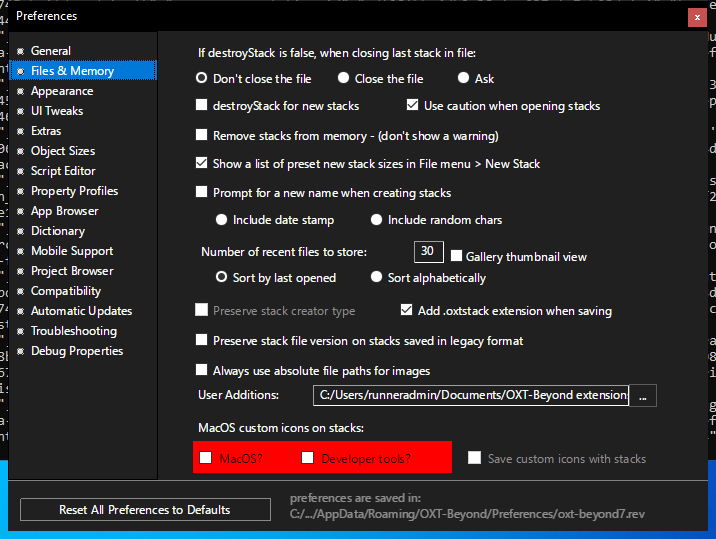 Preferences
x
General
Files & Memory
Appearance
UI Tweaks
Extras
Object Sizes
Script Editor
Property Profiles
App Browser
Dictionary
Mobile Support
Project Browser
Compatibility
Automatic Updates
Troubleshooting
Debug Properties
If destroyStack is false, when closing last stack in file:
Don't close the file Close the file Ask
destroyStack for new stacks Use caution when opening stacks
Remove stacks from memory - (don't show a warning)
Show a list of preset new stack sizes in File menu > New Stack
Prompt for a new name when creating stacks
Include date stamp Include random chars
Number of recent files to store: 30 Gallery thumbnail view
Sort by last opened Sort alphabetically
Preserve stack creator type Add .oxtstack extension when saving
Preserve stack file version on stacks saved in legacy format
Always use absolute file paths for images
User Additions: C:/Users/runneradmin/Documents/OXT-Beyond extension ...
MacOS custom icons on stacks:
MacOS? Developer tools? Save custom icons with stacks
Reset All Preferences to Defaults
preferences are saved in:
C:/.../AppData/Roaming/OXT-Beyond/Preferences/oxt-beyond7.rev